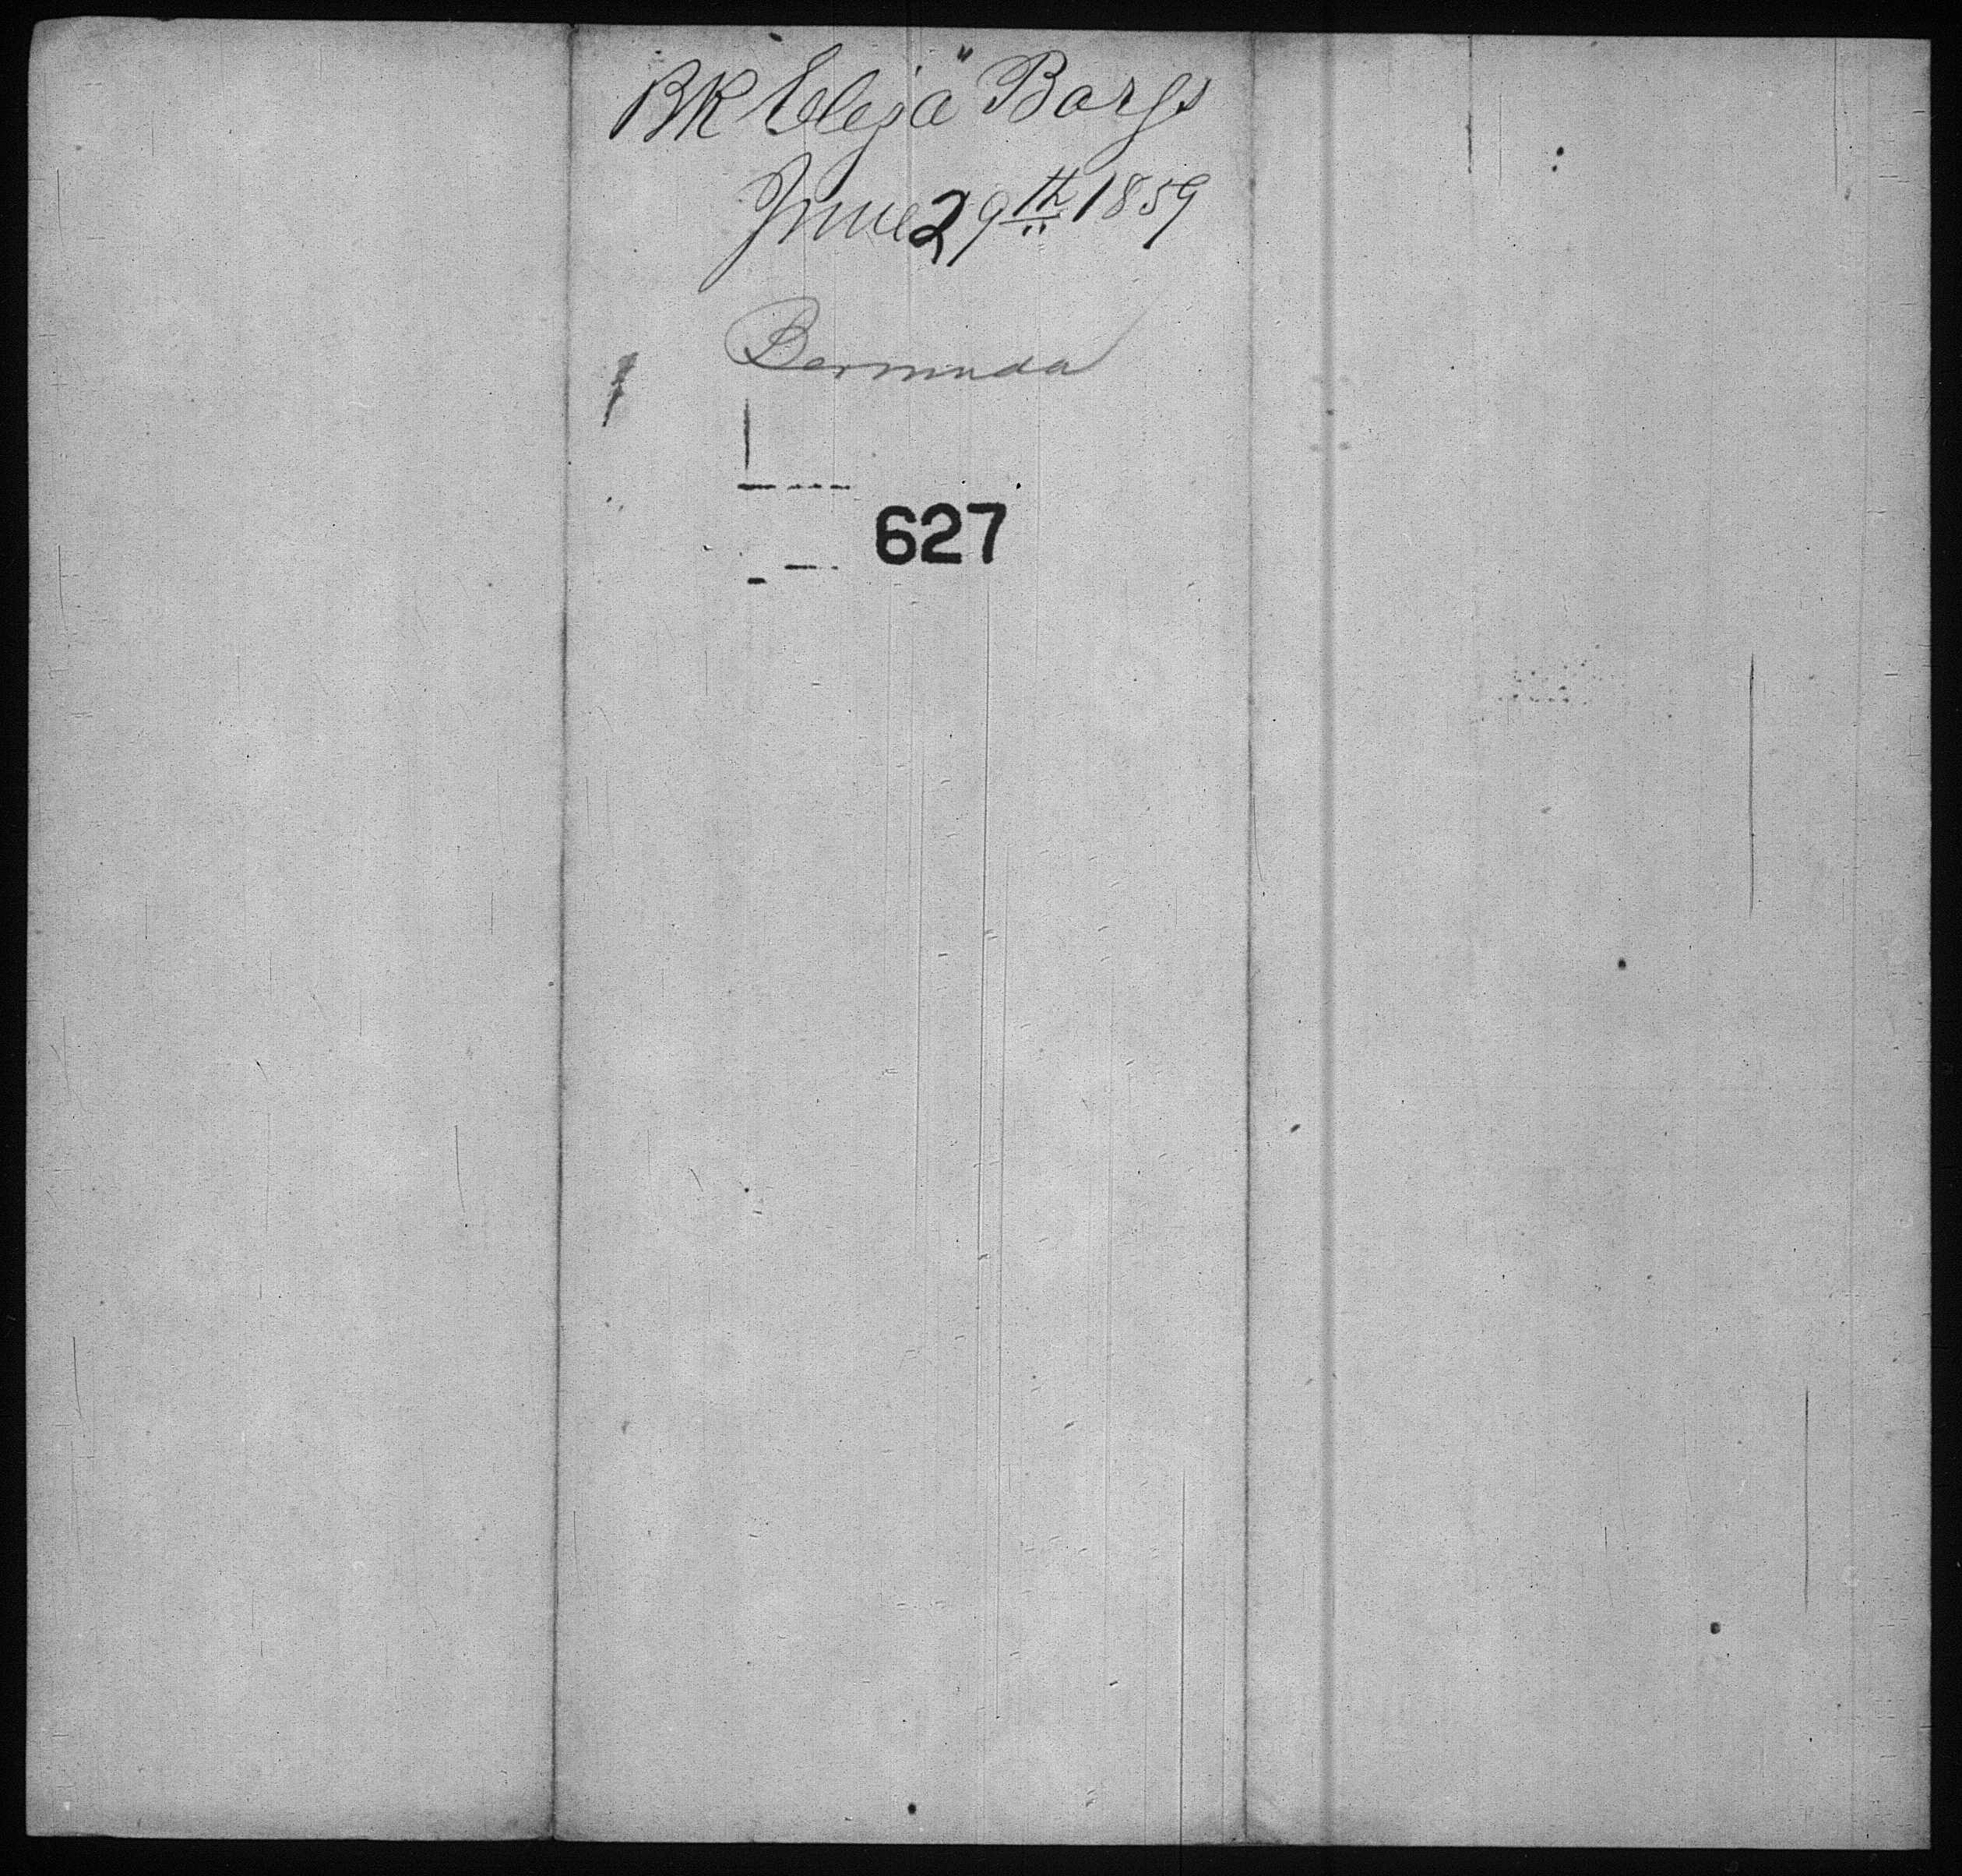 BK Eliza Barss
June 29th 1859
Bermuda
627